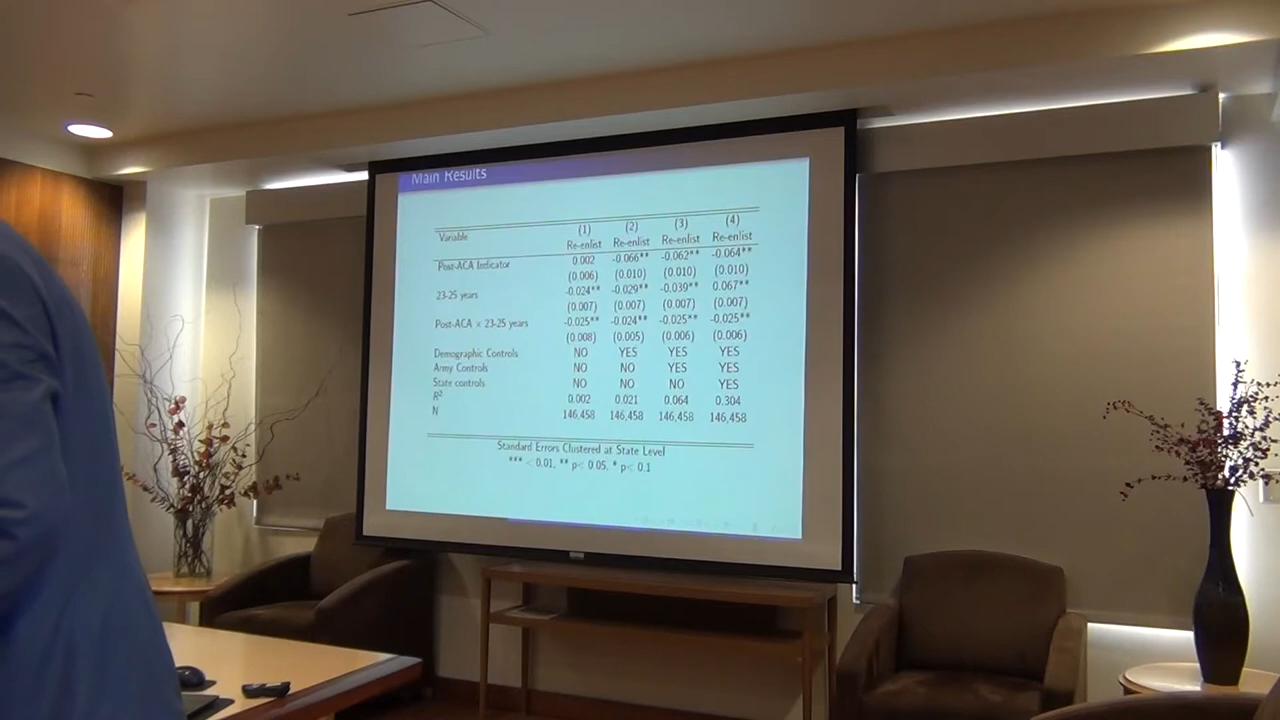 Main Results
(1) (2) (3) (4)
Variable Re-enlist Re-enlist Re-enlist Re-enlist
Post-ACA Indicator 0.002 -0.066** -0.062** -0.064**
(0.006) (0.010) (0.010) (0.010)
23-25 years -0.024** -0.029** -0.039** 0.067**
(0.007) (0.007) (0.007) (0.007)
Post-ACA × 23-25 years -0.025** -0.024** -0.025** -0.025**
(0.008) (0.005) (0.006) (0.006)
Demographic Controls NO YES YES YES
Army Controls NO NO YES YES
State controls NO NO NO YES
R² 0.002 0.021 0.064 0.304
N 146,458 146,458 146,458 146,458
Standard Errors Clustered at State Level
*** < 0.01, ** p< 0.05, * p< 0.1